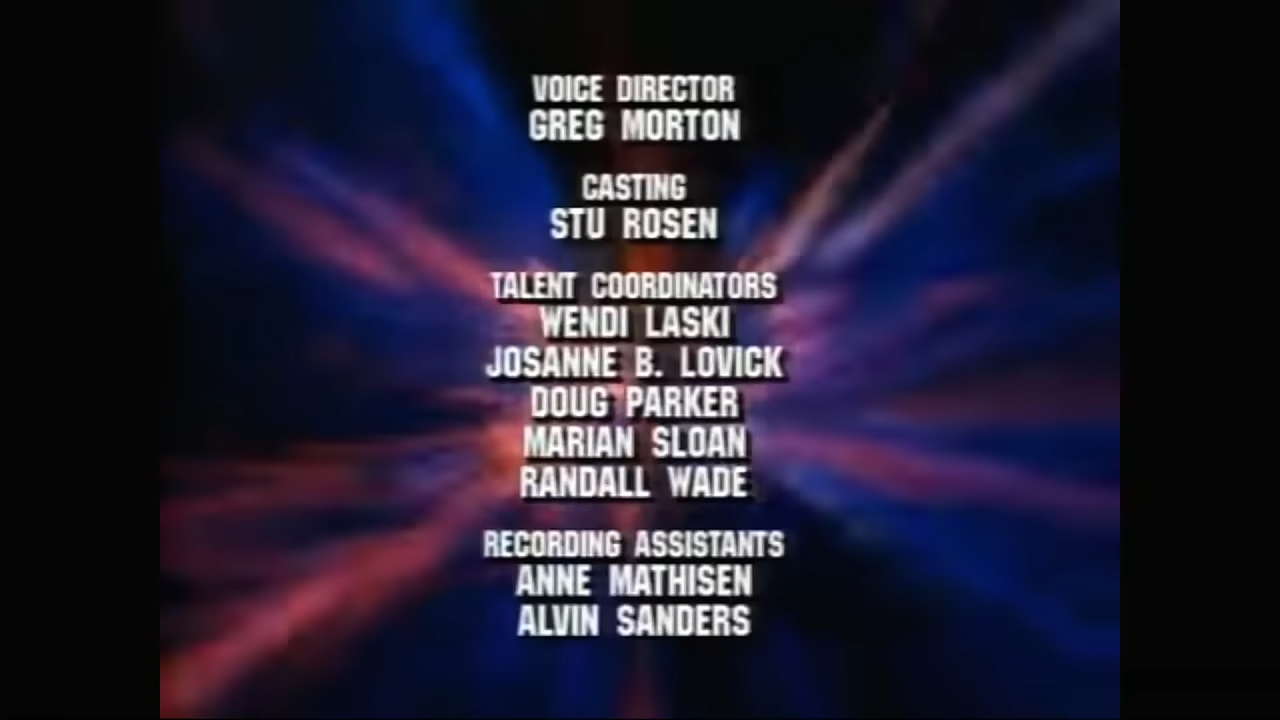 VOICE DIRECTOR
GREG MORTON
CASTING
STU ROSEN
TALENT COORDINATORS
WENDI LASKI
JOSANNE B. LOVICK
DOUG PARKER
MARIAN SLOAN
RANDALL WADE
RECORDING ASSISTANTS
ANNE MATHISEN
ALVIN SANDERS